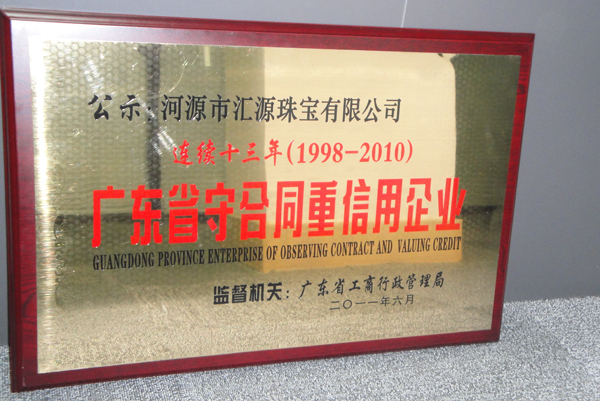 公示：河源市汇源珠宝有限公司
连续十三年(1998-2010)
广东省守合同重信用企业
GUANGDONG PROVINCE ENTERPRISE OF OBSERVING CONTRACT AND VALUING CREDIT
监督机关：广东省工商行政管理局
二〇一一年六月